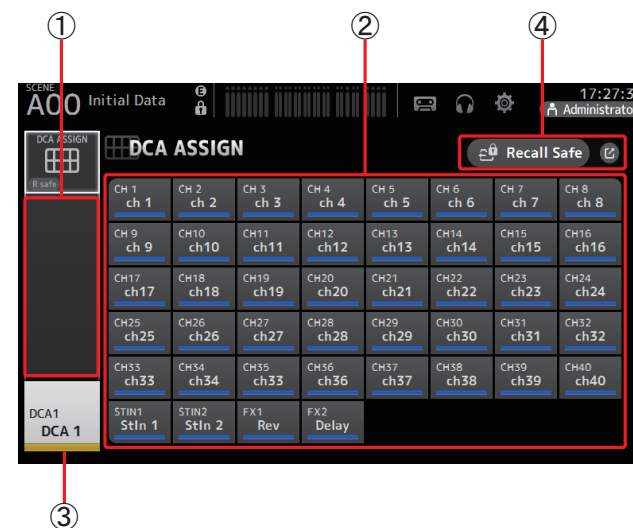 ① ② ④
SCENE
A00 Initial Data
E
17:27:3
Administrato
DCA ASSIGN
R safe
DCA ASSIGN
Recall Safe
CH 1 CH 2 CH 3 CH 4 CH 5 CH 6 CH 7 CH 8
ch 1 ch 2 ch 3 ch 4 ch 5 ch 6 ch 7 ch 8
CH 9 CH10 CH11 CH12 CH13 CH14 CH15 CH16
ch 9 ch10 ch11 ch12 ch13 ch14 ch15 ch16
CH17 CH18 CH19 CH20 CH21 CH22 CH23 CH24
ch17 ch18 ch19 ch20 ch21 ch22 ch23 ch24
CH25 CH26 CH27 CH28 CH29 CH30 CH31 CH32
ch25 ch26 ch27 ch28 ch29 ch30 ch31 ch32
CH33 CH34 CH35 CH36 CH37 CH38 CH39 CH40
ch33 ch34 ch33 ch36 ch37 ch38 ch39 ch40
STIN1 STIN2 FX1 FX2
StIn 1 StIn 2 Rev Delay
DCA1
DCA 1
③